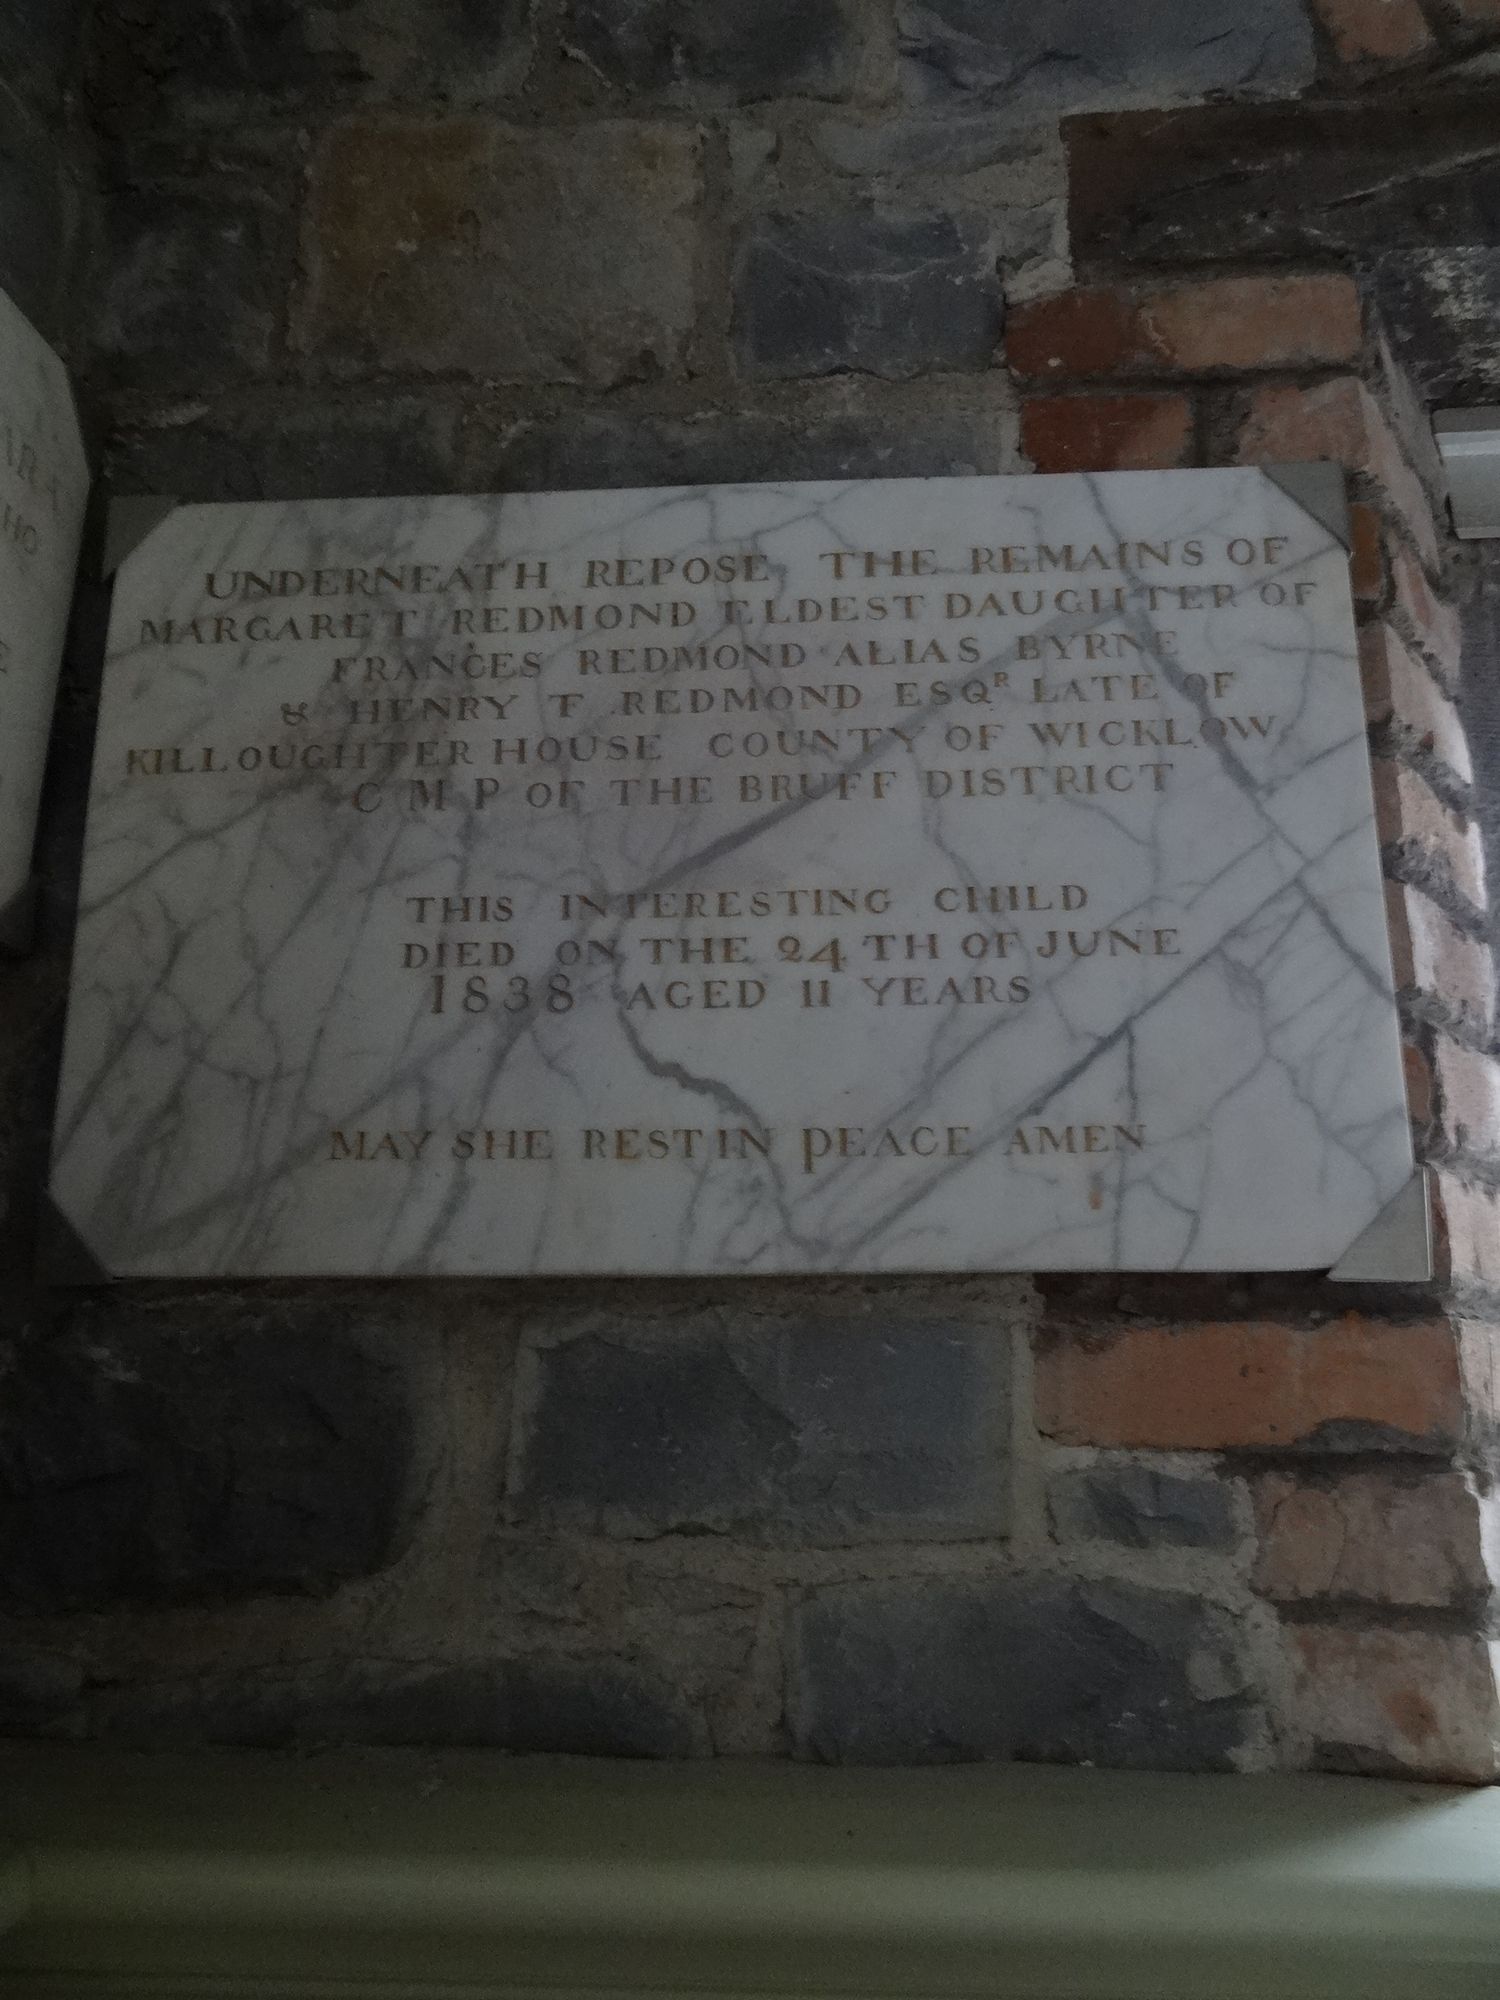 UNDERNEATH REPOSE THE REMAINS OF
MARGARET REDMOND ELDEST DAUGHTER OF
FRANCES REDMOND ALIAS BYRNE
& HENRY T REDMOND ESQR LATE OF
KILLOUGHTER HOUSE COUNTY OF WICKLOW
C M P OF THE BRUFF DISTRICT
THIS INTERESTING CHILD
DIED ON THE 24 TH OF JUNE
1838 AGED 11 YEARS
MAY SHE REST IN PEACE AMEN